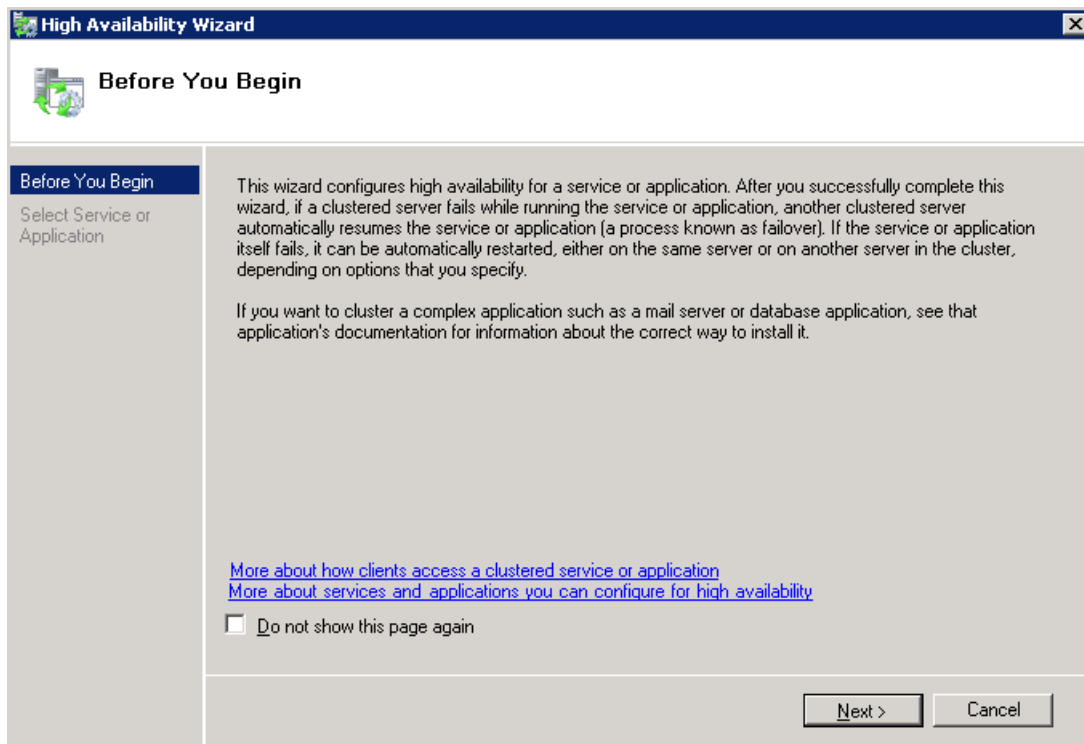 High Availability Wizard
Before You Begin
Before You Begin
Select Service or
Application
This wizard configures high availability for a service or application. After you successfully complete this
wizard, if a clustered server fails while running the service or application, another clustered server
automatically resumes the service or application (a process known as failover). If the service or application
itself fails, it can be automatically restarted, either on the same server or on another server in the cluster,
depending on options that you specify.
If you want to cluster a complex application such as a mail server or database application, see that
application's documentation for information about the correct way to install it.
More about how clients access a clustered service or application
More about services and applications you can configure for high availability
Do not show this page again
Next >
Cancel